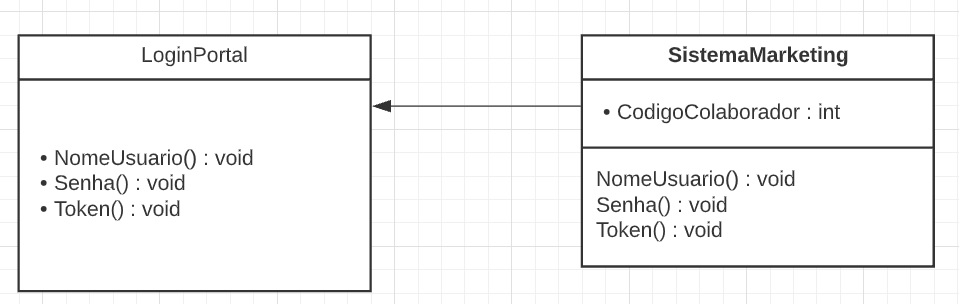 LoginPortal
• NomeUsuario() : void
• Senha() : void
• Token() : void
SistemaMarketing
• CodigoColaborador : int
NomeUsuario() : void
Senha() : void
Token() : void